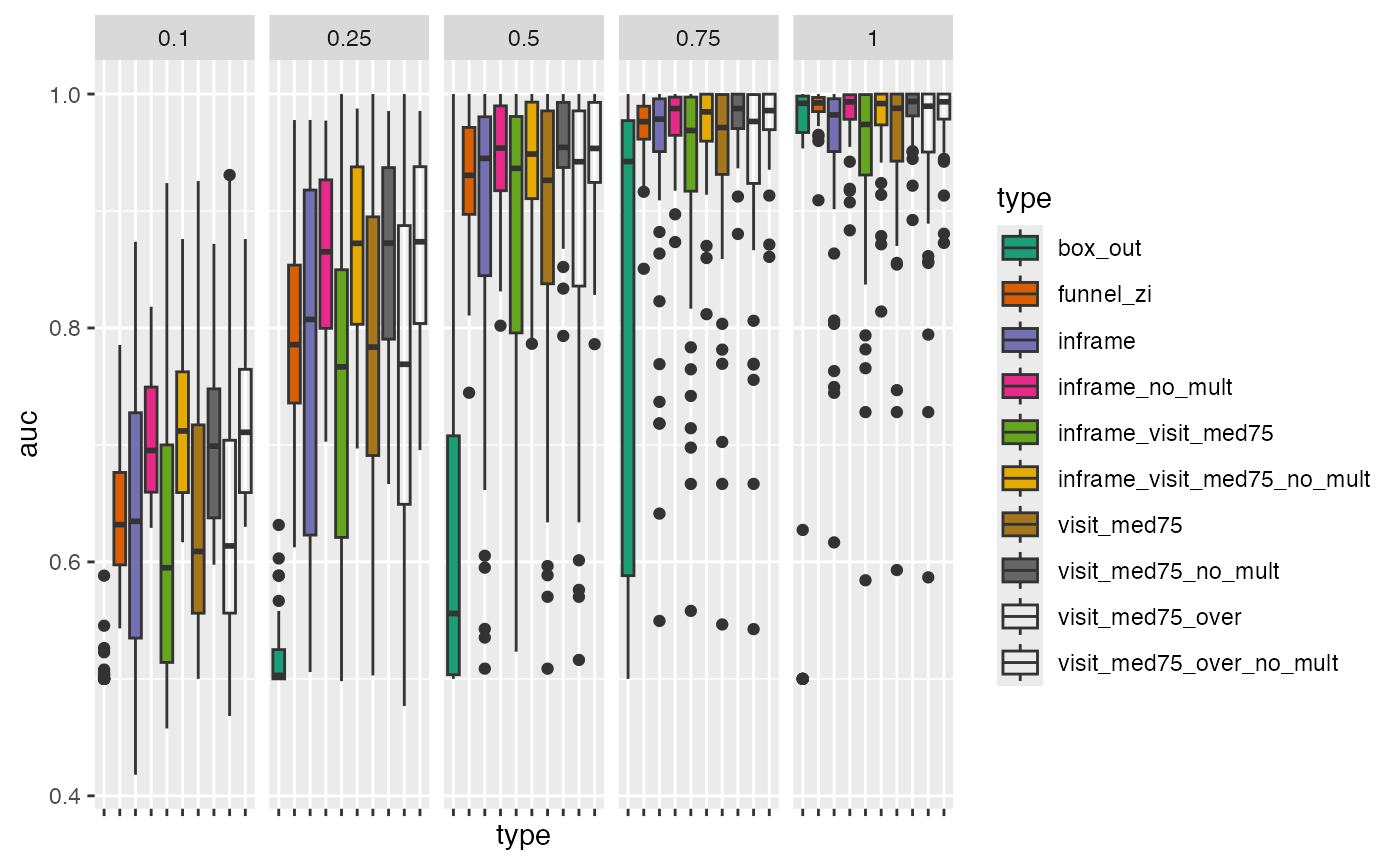 0.1 0.25 0.5 0.75 1
1.0
0.8
0.6
0.4
auc
type
type
box_out
funnel_zi
inframe
inframe_no_mult
inframe_visit_med75
inframe_visit_med75_no_mult
visit_med75
visit_med75_no_mult
visit_med75_over
visit_med75_over_no_mult